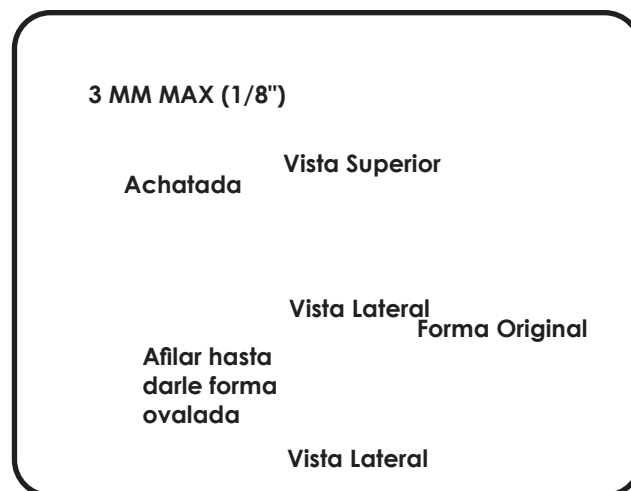 3 MM MAX (1/8")
Vista Superior
Achatada
Vista Lateral
Forma Original
Afilar hasta
darle forma
ovalada
Vista Lateral